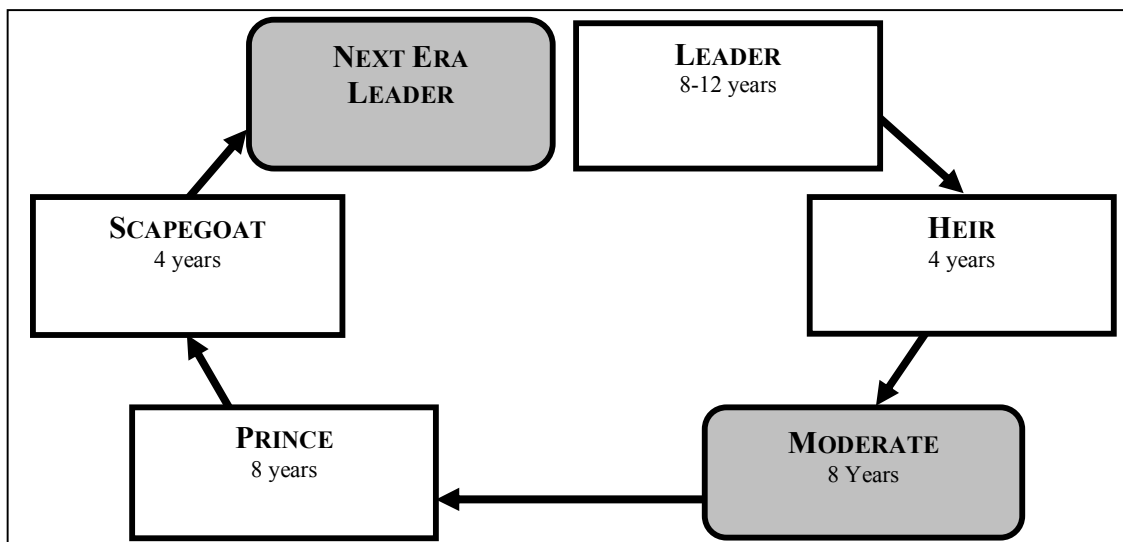 NEXT ERA
LEADER
LEADER
8-12 years
SCAPEGOAT
4 years
HEIR
4 years
PRINCE
8 years
MODERATE
8 Years